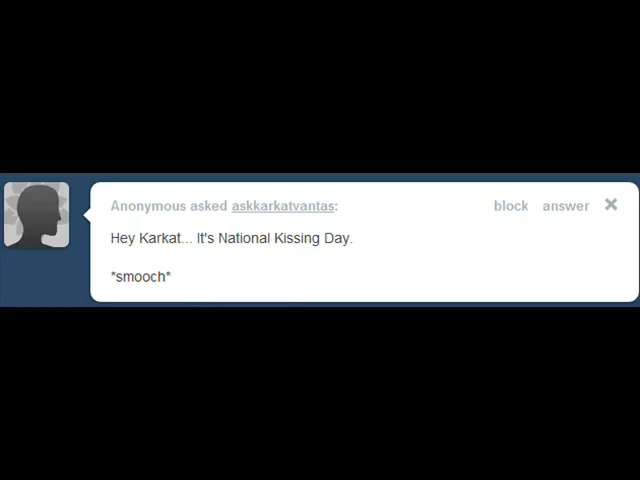 Anonymous asked askkarkatvantas: block answer ×
Hey Karkat... It's National Kissing Day.
*smooch*